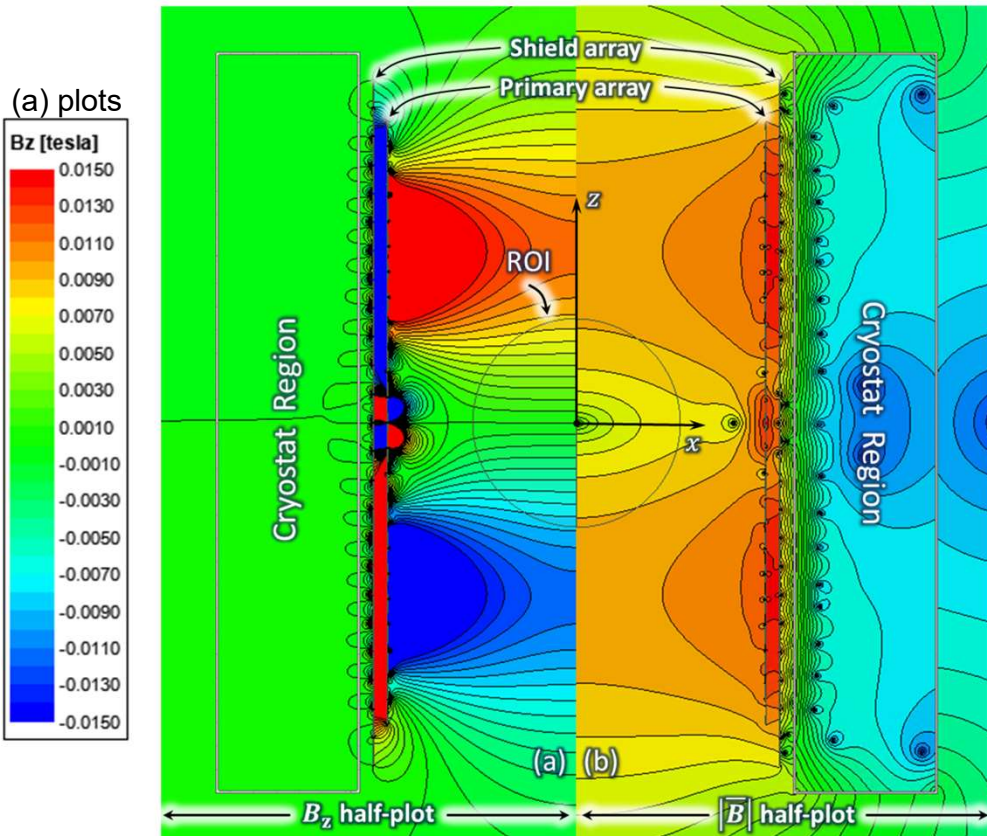 (a) plots
Bz [tesla]
0.0150
0.0130
0.0110
0.0090
0.0070
0.0050
0.0030
0.0010
-0.0010
-0.0030
-0.0050
-0.0070
-0.0090
-0.0110
-0.0130
-0.0150
Shield array
Primary array
z
ROI
x
Cryostat Region
Cryostat Region
(a) (b)
B_z half-plot
|B̅| half-plot